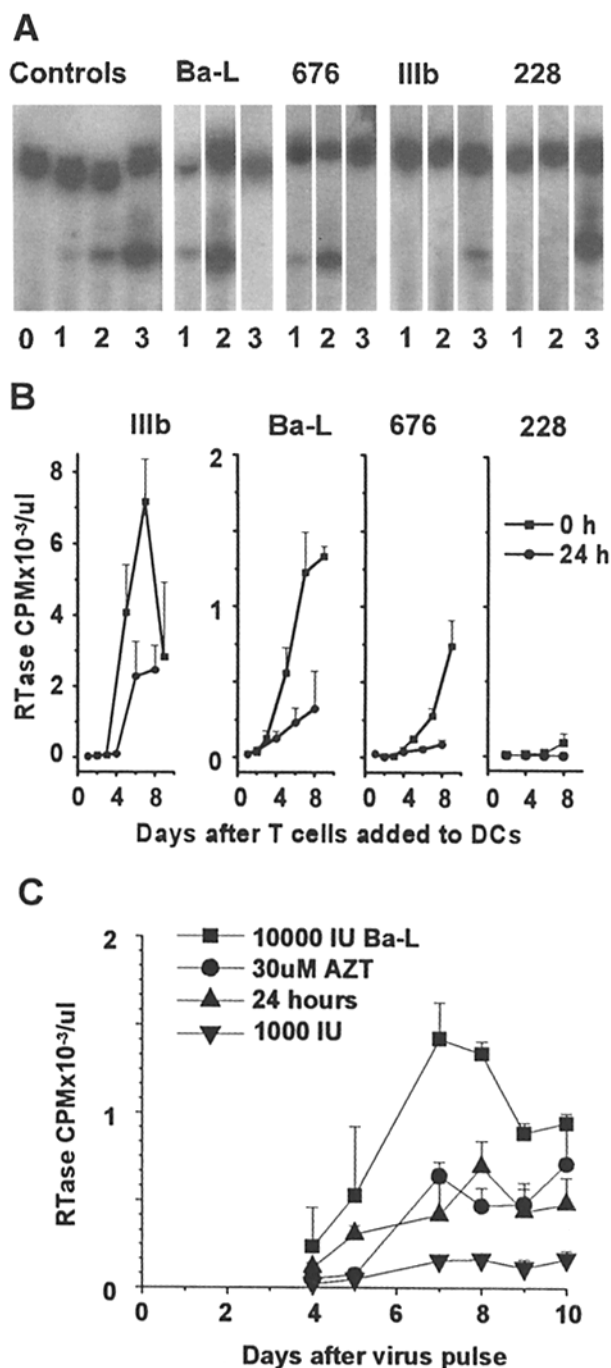 A
Controls Ba-L 676 IIIb 228
0 1 2 3 1 2 3 1 2 3 1 2 3 1 2 3
B
IIIb Ba-L 676 228
8 2
6
0 h
24 h
4 1
2
0 0
RTase CPMx10⁻³/ul
0 4 8 0 4 8 0 4 8 0 4 8
Days after T cells added to DCs
C
2
10000 IU Ba-L
30uM AZT
24 hours
1000 IU
1
0
RTase CPMx10⁻³/ul
0 2 4 6 8 10
Days after virus pulse